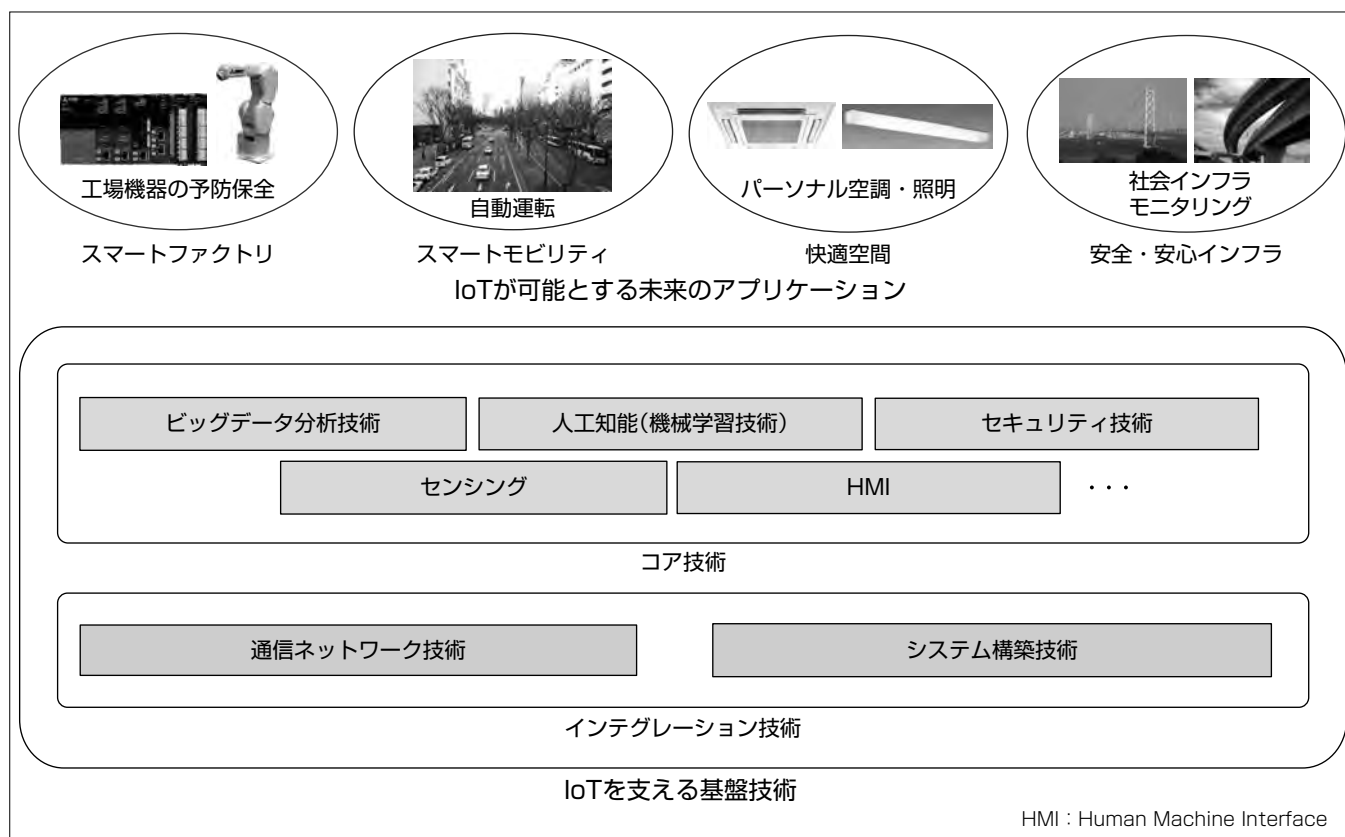 工場機器の予防保全
自動運転
パーソナル空調・照明
社会インフラ
モニタリング
スマートファクトリ
スマートモビリティ
快適空間
安全・安心インフラ
IoTが可能とする未来のアプリケーション
ビッグデータ分析技術
人工知能(機械学習技術)
セキュリティ技術
センシング
HMI
・・・
コア技術
通信ネットワーク技術
システム構築技術
インテグレーション技術
IoTを支える基盤技術
HMI:Human Machine Interface